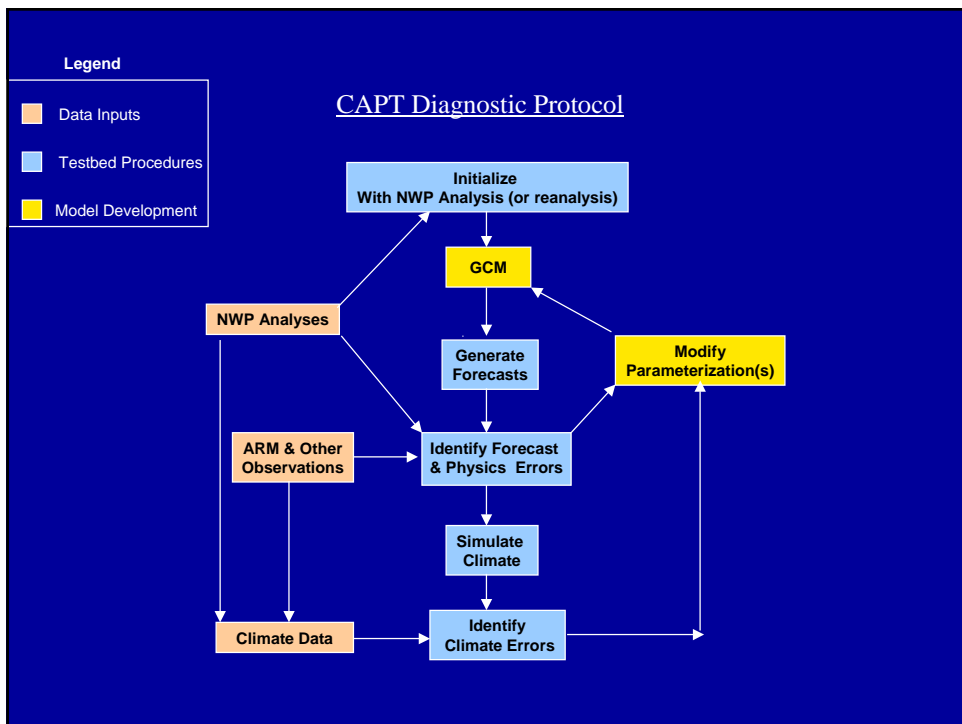 Legend
Data Inputs
Testbed Procedures
Model Development
CAPT Diagnostic Protocol
Initialize
With NWP Analysis (or reanalysis)
GCM
NWP Analyses
Generate
Forecasts
Modify
Parameterization(s)
ARM & Other
Observations
Identify Forecast
& Physics Errors
Simulate
Climate
Climate Data
Identify
Climate Errors